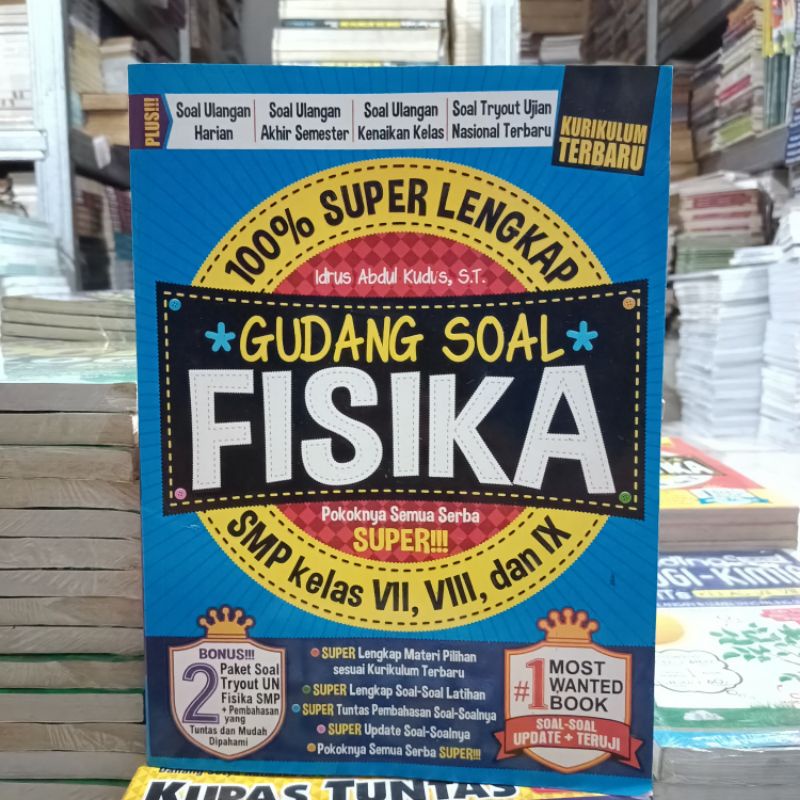 PLUS!!!
Soal Ulangan
Harian
Soal Ulangan
Akhir Semester
Soal Ulangan
Kenaikan Kelas
Soal Tryout Ujian
Nasional Terbaru
KURIKULUM
TERBARU
100% SUPER LENGKAP
Idrus Abdul Kudus, S.T.
GUDANG SOAL
FISIKA
Pokoknya Semua Serba
SUPER!!!
SMP kelas VII, VIII, dan IX
BONUS!!!
2 Paket Soal
Tryout UN
Fisika SMP
+ Pembahasan
yang
Tuntas dan Mudah
Dipahami
SUPER Lengkap Materi Pilihan
sesuai Kurikulum Terbaru
SUPER Lengkap Soal-Soal Latihan
SUPER Tuntas Pembahasan Soal-Soalnya
SUPER Update Soal-Soalnya
Pokoknya Semua Serba SUPER!!!
#1 MOST
WANTED
BOOK
SOAL-SOAL
UPDATE + TERUJI
KUPAS TUNTAS